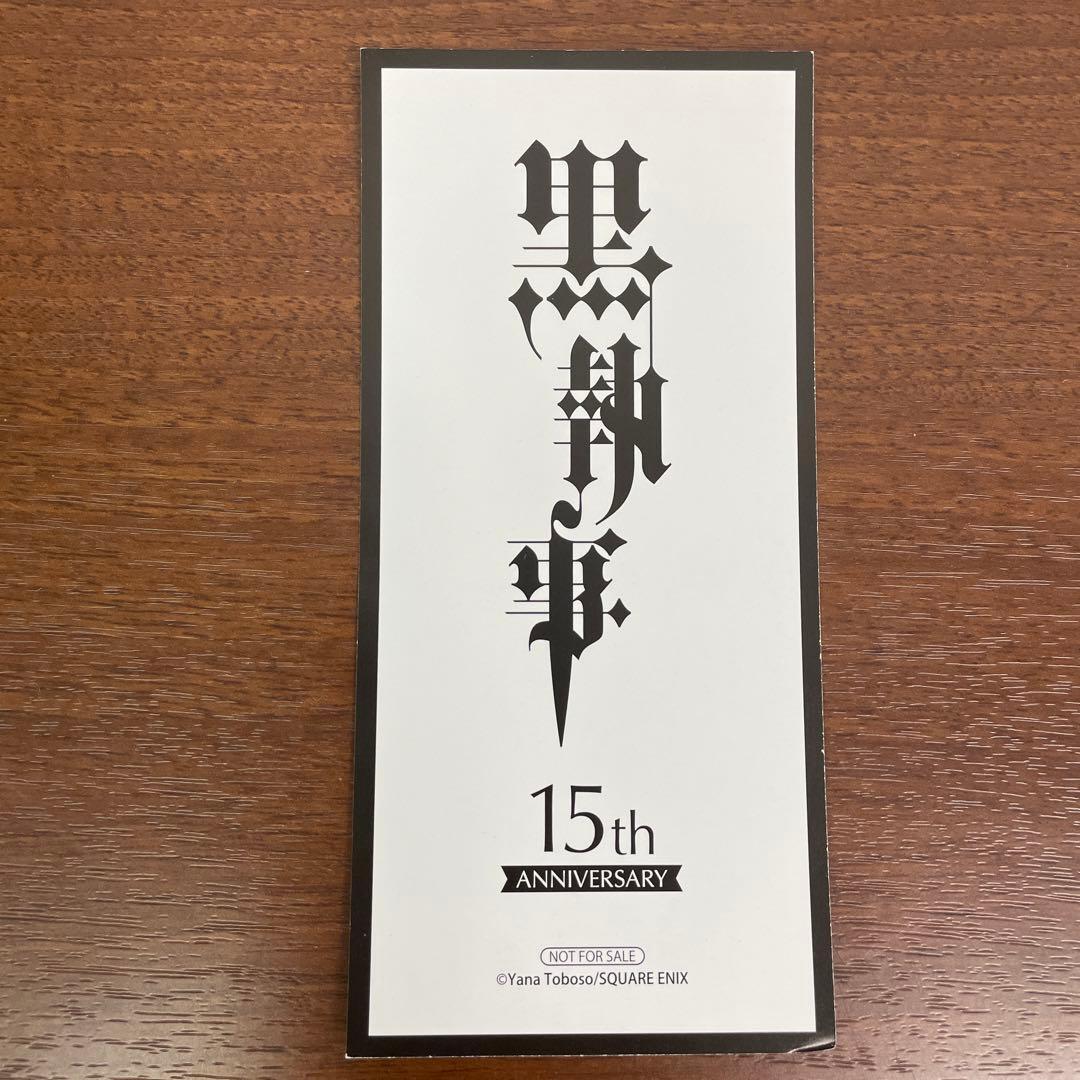 黒執事
15th
ANNIVERSARY
NOT FOR SALE
©Yana Toboso/SQUARE ENIX